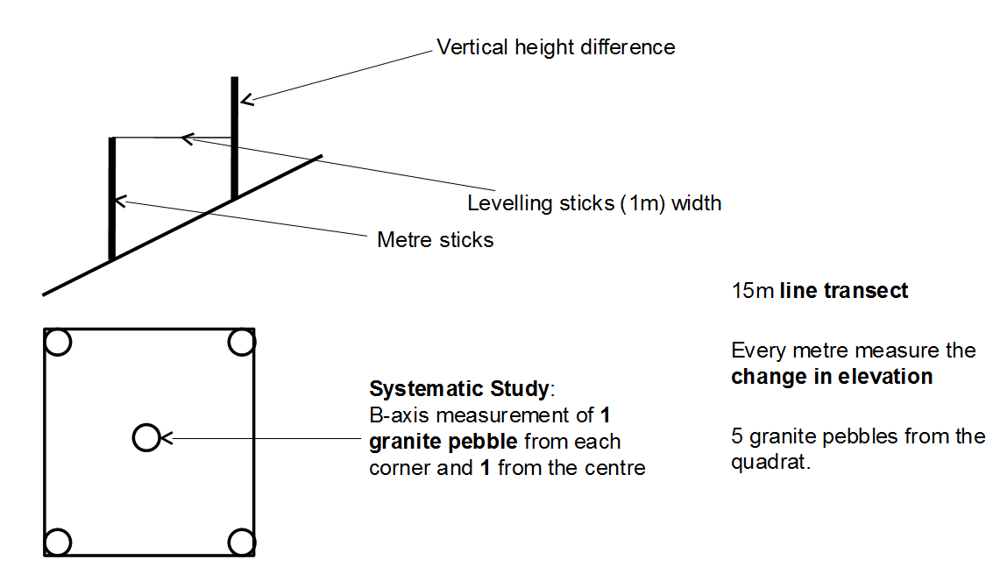 Vertical height difference
Levelling sticks (1m) width
Metre sticks
15m line transect
Every metre measure the
change in elevation
5 granite pebbles from the
quadrat.
Systematic Study:
B-axis measurement of 1
granite pebble from each
corner and 1 from the centre